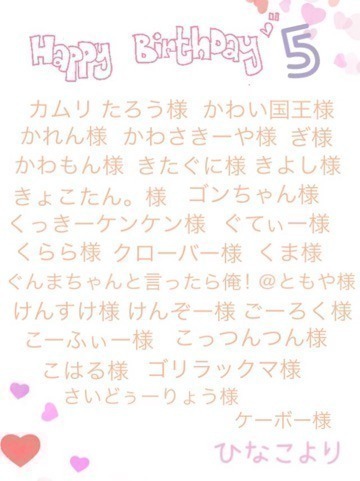 Happy Birthday 5
カムリ たろう様 かわい国王様
かれん様 かわさきーや様 ぎ様
かわもん様 きたぐに様 きよし様
きょこたん。様 ゴンちゃん様
くっきーケンケン様 ぐてぃー様
くらら様 クローバー様 くま様
ぐんまちゃんと言ったら俺！@ともや様
けんすけ様 けんぞー様 ごーろく様
こーふぃー様 こっつんつん様
こはる様 ゴリラックマ様
さいどぅーりょう様
ケーボー様
ひなこより